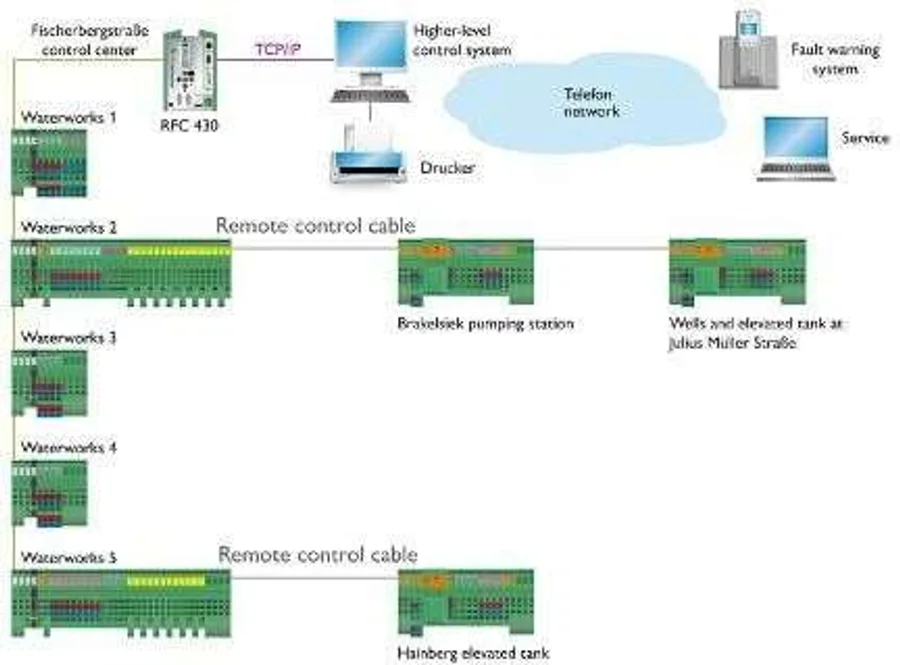 Fischerbergstraße
control center
TCP/IP
Higher-level
control system
Fault warning
system
Telefon
network
Waterworks 1
RFC 430
Service
Drucker
Waterworks 2
Remote control cable
Brakelsiek pumping station
Wells and elevated tank at
Julius Muller Straße
Waterworks 3
Waterworks 4
Waterworks 5
Remote control cable
Hainberg elevated tank